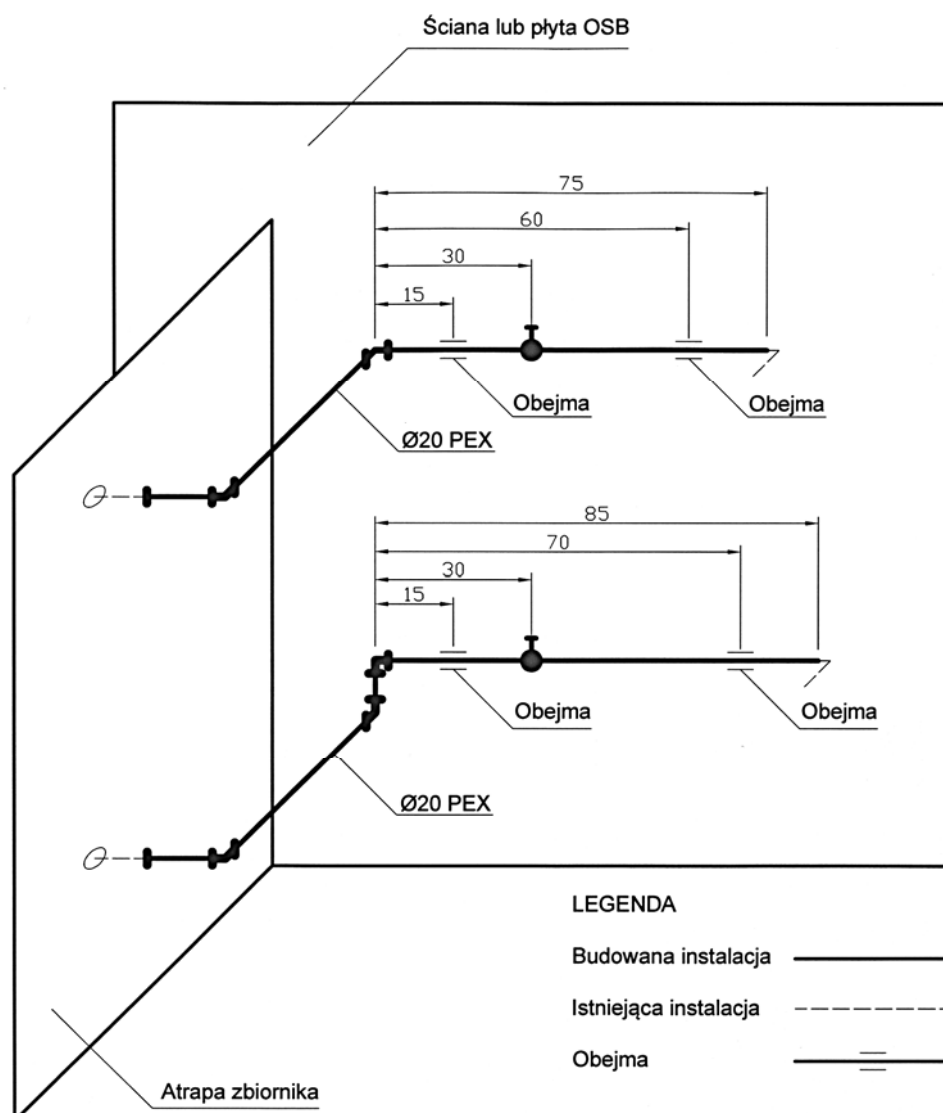 Ściana lub płyta OSB
75
60
30
15
Obejma
Obejma
Ø20 PEX
85
70
30
15
Obejma
Obejma
Ø20 PEX
LEGENDA
Budowana instalacja
Istniejąca instalacja
Obejma
Atrapa zbiornika